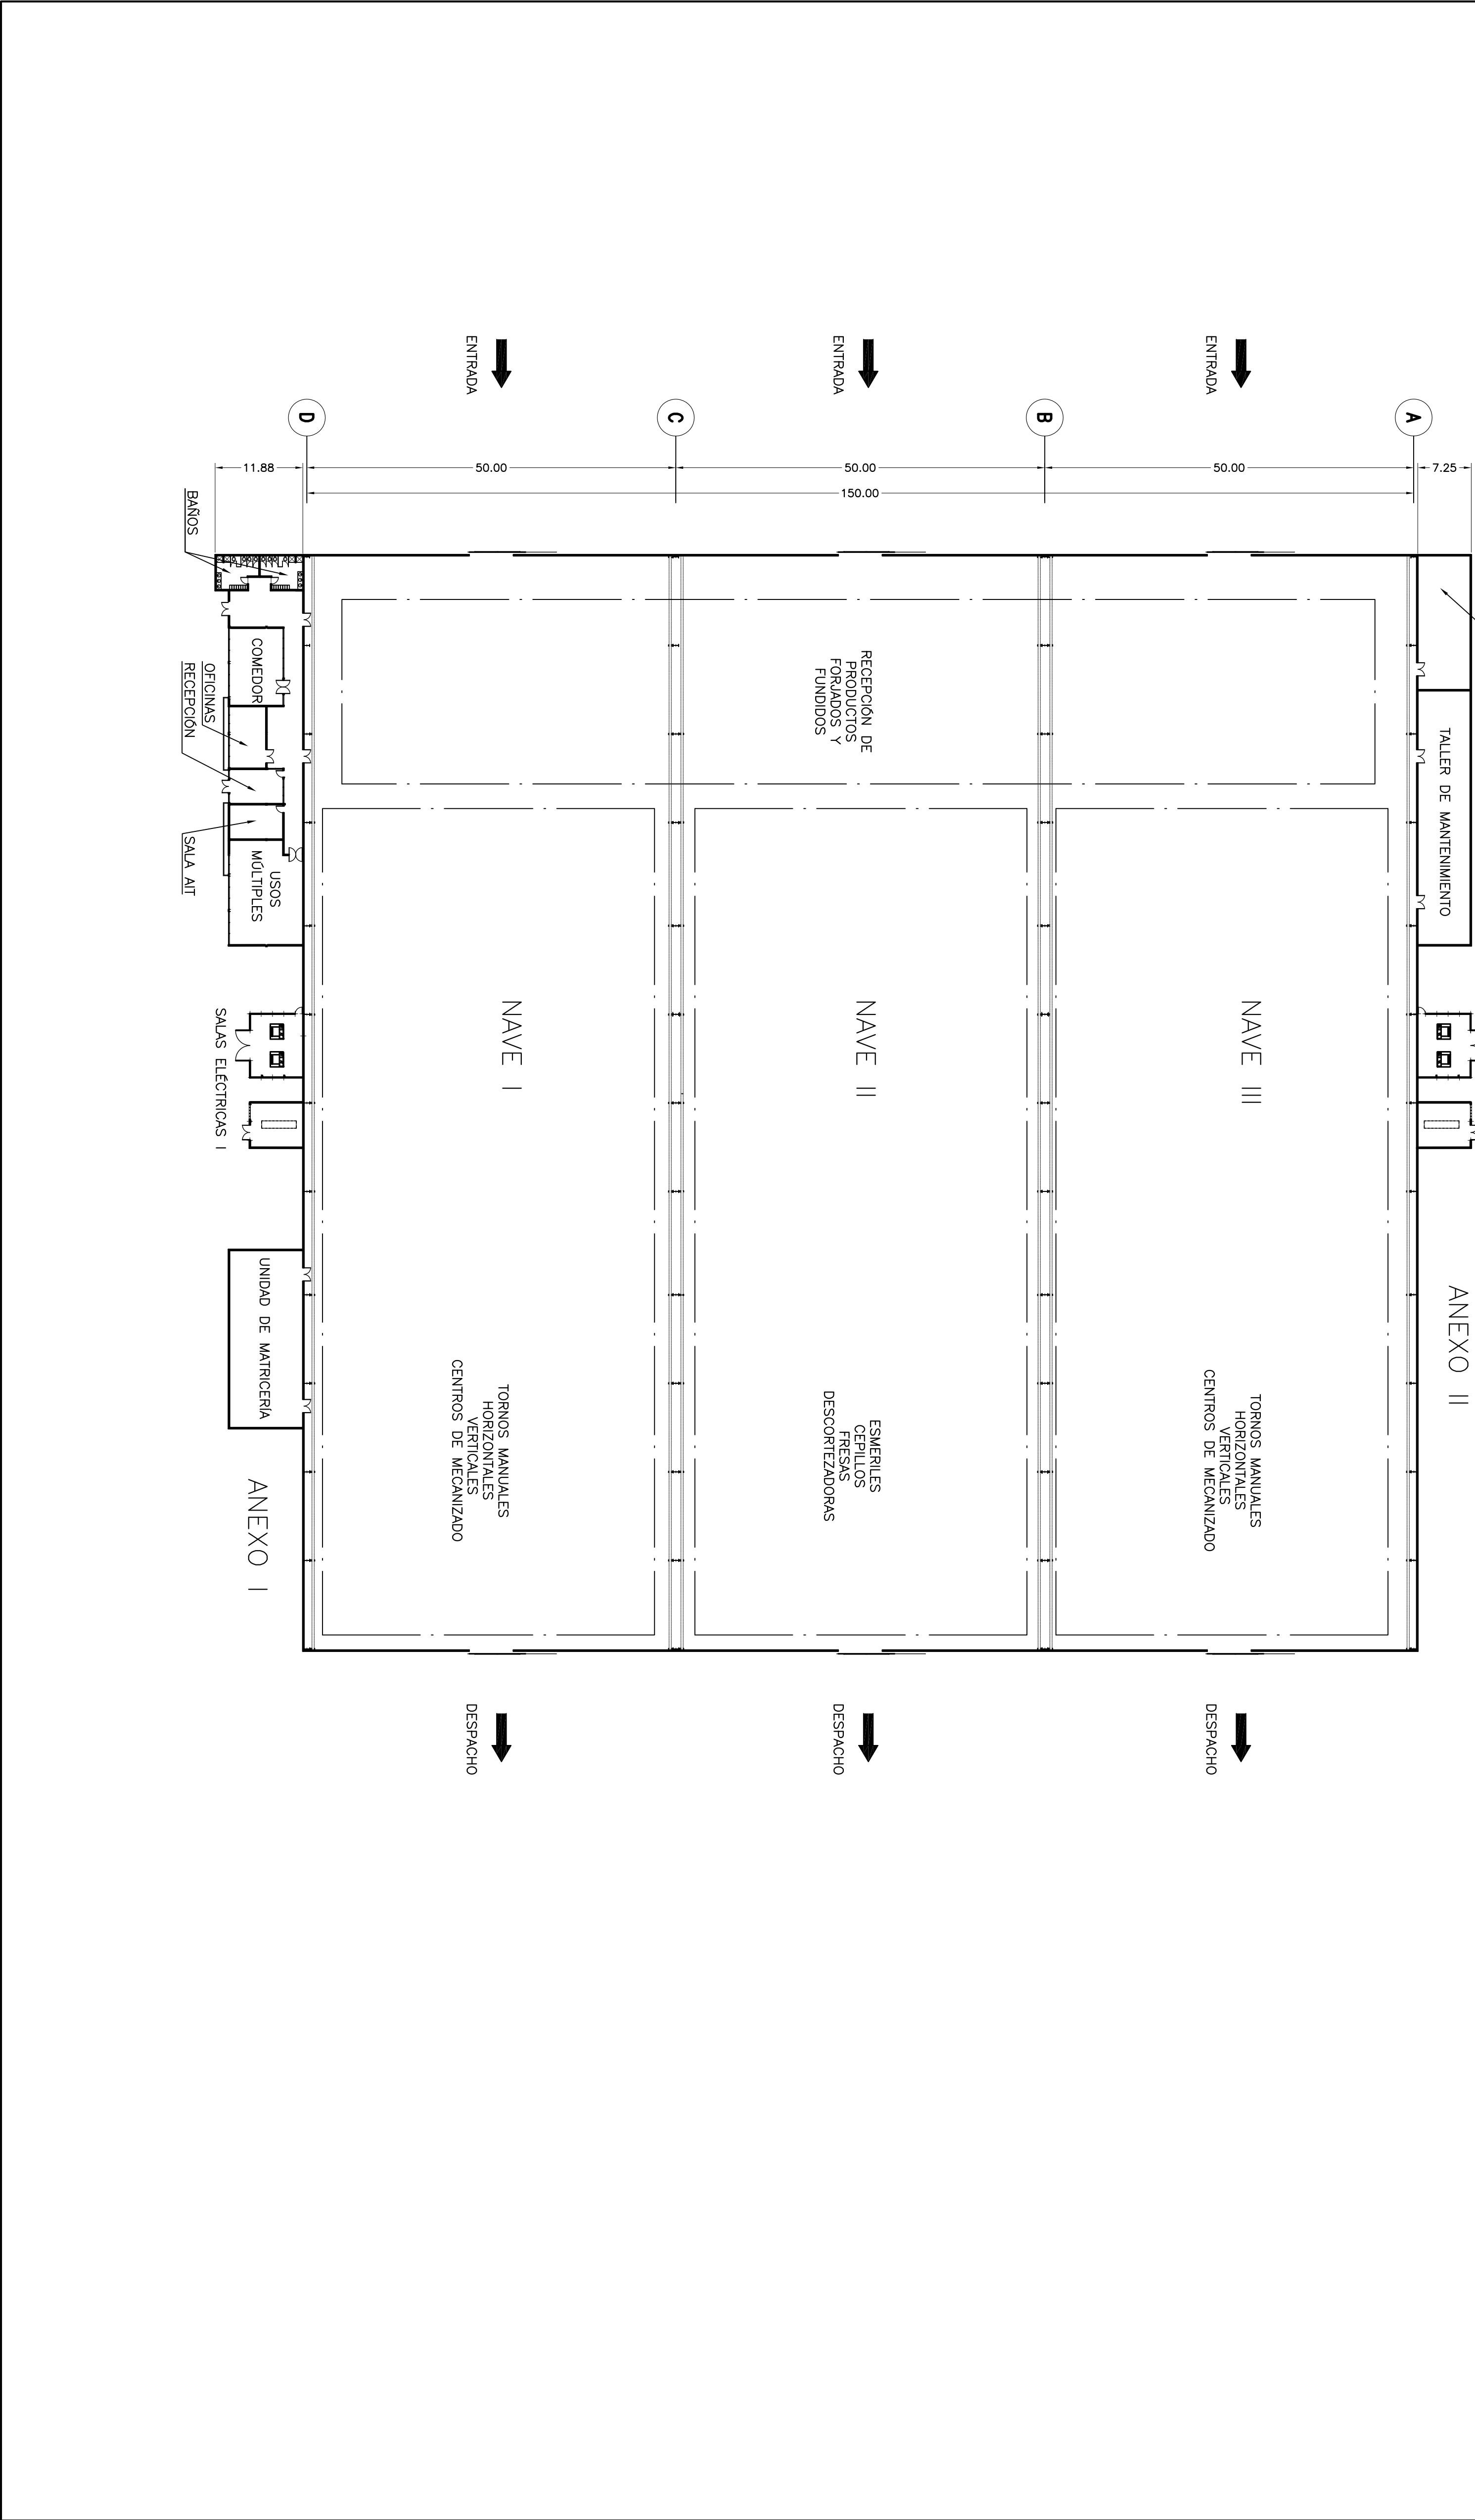 ENTRADA
ENTRADA
ENTRADA
D
C
B
A
11.88
50.00
50.00
50.00
7.25
150.00
BAÑOS
COMEDOR
OFICINAS
RECEPCIÓN
SALA AIT
USOS
MÚLTIPLES
RECEPCIÓN DE
PRODUCTOS
FORJADOS Y
FUNDIDOS
TALLER DE MANTENIMIENTO
NAVE I
NAVE II
NAVE III
SALAS ELÉCTRICAS I
UNIDAD DE MATRICERÍA
ANEXO I
ANEXO II
TORNOS MANUALES
HORIZONTALES
VERTICALES
CENTROS DE MECANIZADO
ESMERILES
CEPILLOS
FRESAS
DESCORTEZADORAS
TORNOS MANUALES
HORIZONTALES
VERTICALES
CENTROS DE MECANIZADO
DESPACHO
DESPACHO
DESPACHO